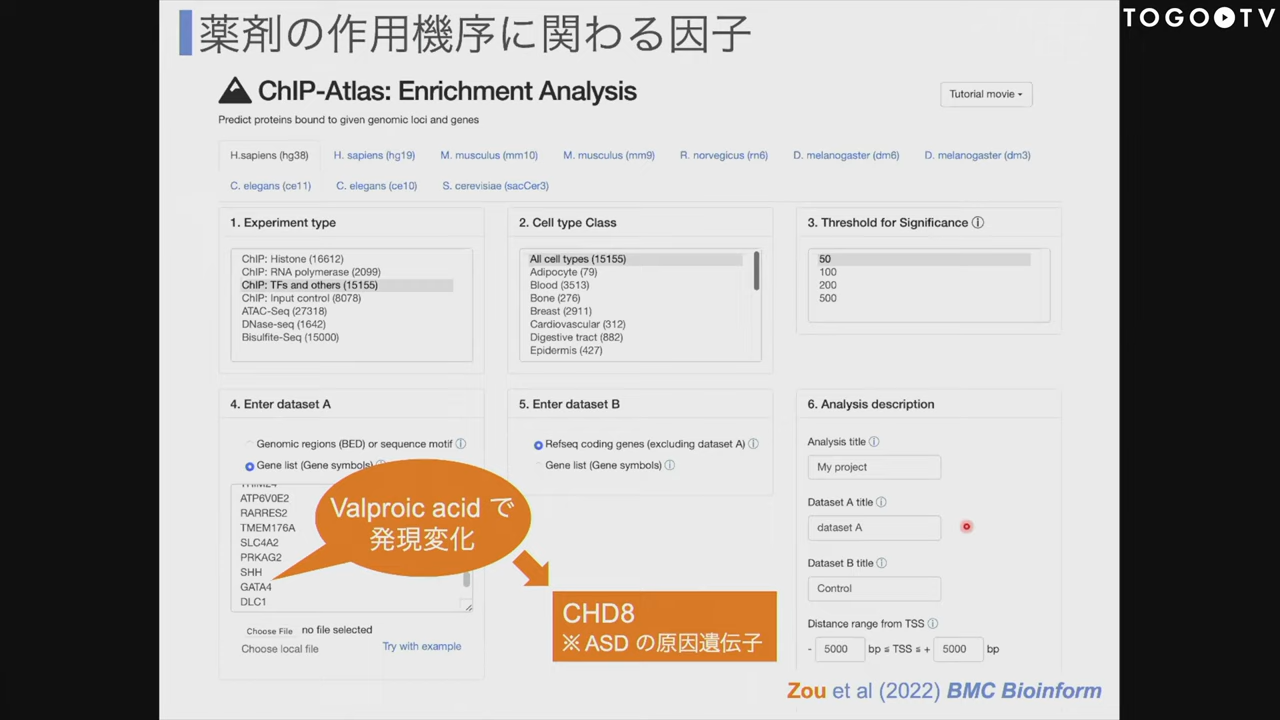 TOGO TV
薬剤の作用機序に関わる因子
ChIP-Atlas: Enrichment Analysis
Tutorial movie
Predict proteins bound to given genomic loci and genes
H.sapiens (hg38) H. sapiens (hg19) M. musculus (mm10) M. musculus (mm9) R. norvegicus (rn6) D. melanogaster (dm6) D. melanogaster (dm3)
C. elegans (ce11) C. elegans (ce10) S. cerevisiae (sacCer3)
1. Experiment type
ChIP: Histone (16612)
ChIP: RNA polymerase (2099)
ChIP: TFs and others (15155)
ChIP: Input control (8078)
ATAC-Seq (27318)
DNase-seq (1642)
Bisulfite-Seq (15000)
2. Cell type Class
All cell types (15155)
Adipocyte (79)
Blood (3513)
Bone (276)
Breast (2911)
Cardiovascular (312)
Digestive tract (882)
Epidermis (427)
3. Threshold for Significance ⓘ
50
100
200
500
4. Enter dataset A
Genomic regions (BED) or sequence motif ⓘ
Gene list (Gene symbols)
ATP6V0E2
RARRES2
TMEM176A
SLC4A2
PRKAG2
SHH
GATA4
DLC1
Valproic acid で
発現変化
Choose File no file selected
Choose local file
Try with example
5. Enter dataset B
Refseq coding genes (excluding dataset A) ⓘ
Gene list (Gene symbols) ⓘ
CHD8
※ ASD の原因遺伝子
6. Analysis description
Analysis title ⓘ
My project
Dataset A title ⓘ
dataset A
Dataset B title ⓘ
Control
Distance range from TSS ⓘ
- 5000 bp ≤ TSS ≤ + 5000 bp
Zou et al (2022) BMC Bioinform